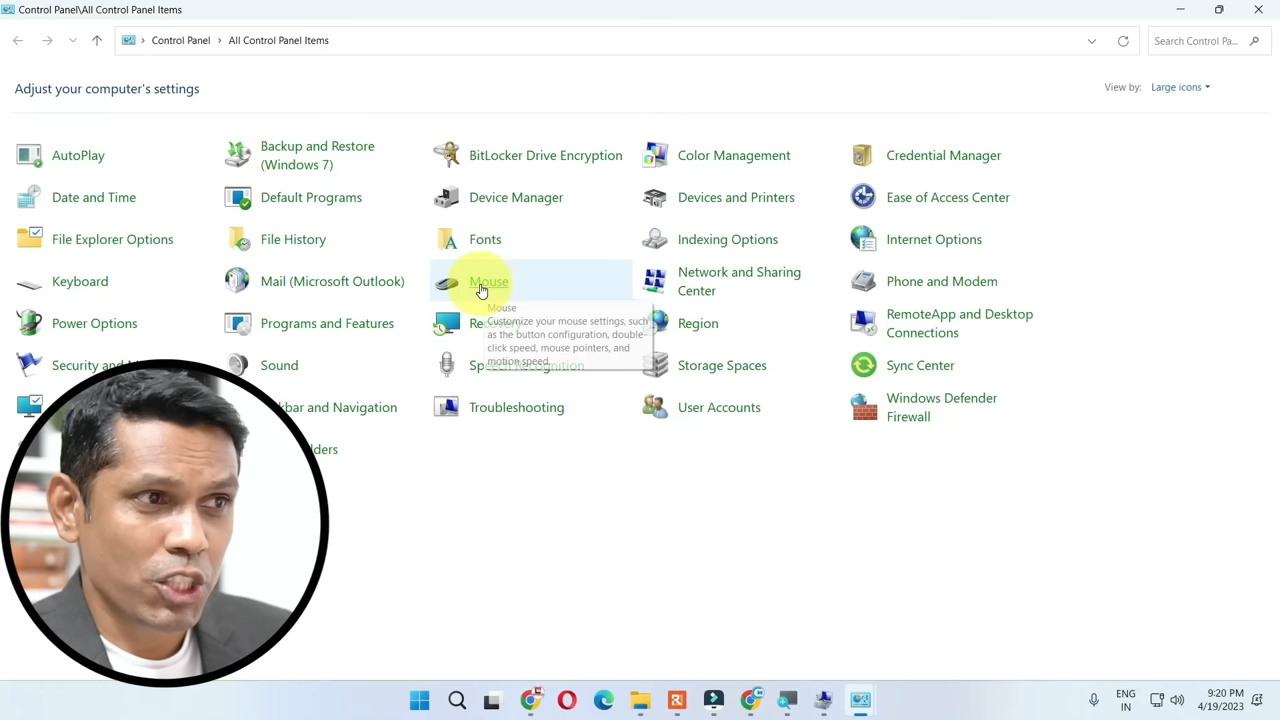 Control Panel\All Control Panel Items
Control Panel > All Control Panel Items
Search Control Pa...
Adjust your computer's settings
View by: Large icons
AutoPlay
Backup and Restore
(Windows 7)
BitLocker Drive Encryption
Color Management
Credential Manager
Date and Time
Default Programs
Device Manager
Devices and Printers
Ease of Access Center
File Explorer Options
File History
Fonts
Indexing Options
Internet Options
Keyboard
Mail (Microsoft Outlook)
Mouse
Network and Sharing
Center
Phone and Modem
Mouse
Customize your mouse settings, such
as the button configuration, double-
click speed, mouse pointers, and
motion speed.
Power Options
Programs and Features
Recovery
Region
RemoteApp and Desktop
Connections
Security and
Sound
Speech Recognition
Storage Spaces
Sync Center
kbar and Navigation
Troubleshooting
User Accounts
Windows Defender
Firewall
lders
ENG
IN
9:20 PM
4/19/2023